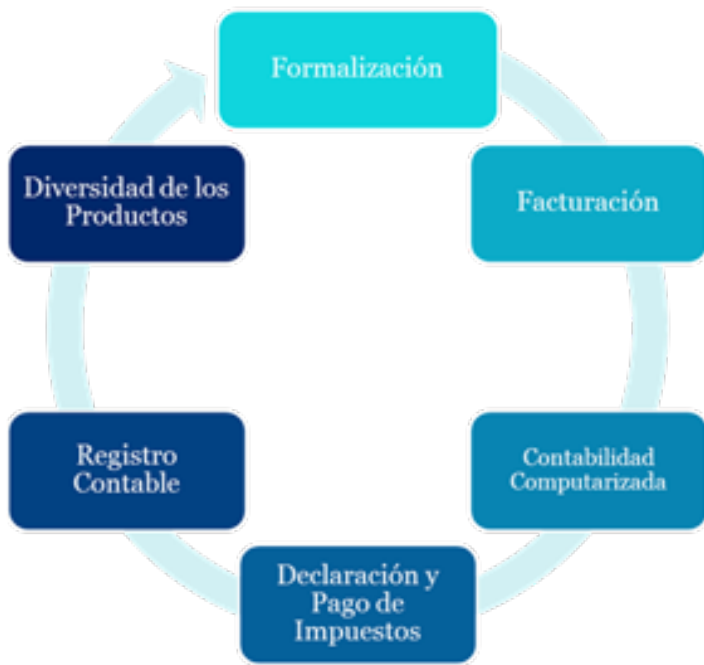 Formalización
Facturación
Contabilidad
Computarizada
Declaración y
Pago de
Impuestos
Registro
Contable
Diversidad de los
Productos